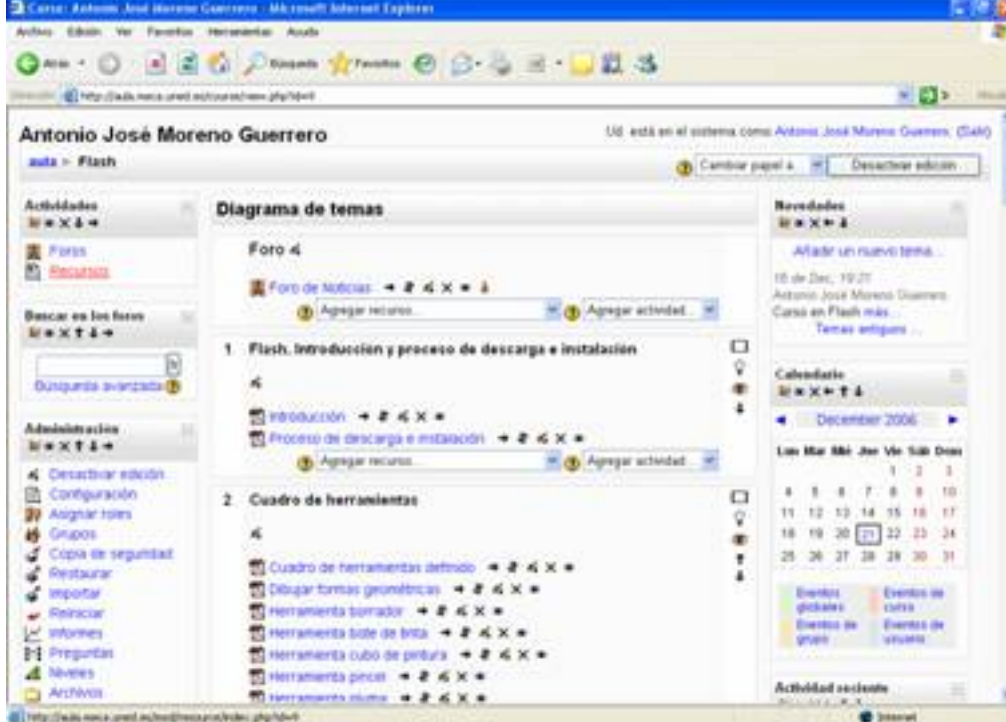 Curso: Antonio José Moreno Guerrero - Microsoft Internet Explorer
Archivo Edición Ver Favoritos Herramientas Ayuda
Atrás Búsqueda Favoritos
Antonio José Moreno Guerrero
Ud. está en el sistema como Antonio José Moreno Guerrero. (Salir)
aula ► Flash
Cambiar papel a...
Desactivar edición
Actividades
Foros
Recursos
Buscar en los foros
Búsqueda avanzada
Administración
Desactivar edición
Configuración
Asignar roles
Grupos
Copia de seguridad
Restaurar
Importar
Reiniciar
Informes
Preguntas
Niveles
Archivos
Diagrama de temas
Foro
Foro de Noticias
Agregar recurso... Agregar actividad...
1 Flash. Introducción y proceso de descarga e instalación
Introducción
Proceso de descarga e instalación
Agregar recurso... Agregar actividad...
2 Cuadro de herramientas
Cuadro de herramientas definido
Dibujar formas geométricas
Herramienta borrador
Herramienta bote de tinta
Herramienta cubo de pintura
Herramienta pincel
Herramienta pluma
Novedades
Añadir un nuevo tema...
18 de Dec, 19:21
Antonio José Moreno Guerrero
Curso en Flash más...
Temas antiguos ...
Calendario
December 2006
Lun Mar Mié Jue Vie Sáb Dom
1 2 3
4 5 6 7 8 9 10
11 12 13 14 15 16 17
18 19 20 21 22 23 24
25 26 27 28 29 30 31
Eventos globales
Eventos de curso
Eventos de grupo
Eventos de usuario
Actividad reciente
Internet